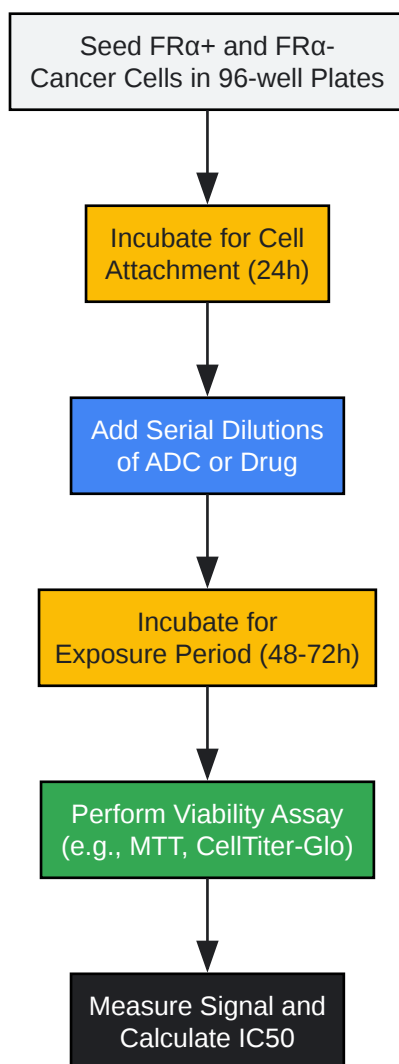 Seed FRα+ and FRα-
Cancer Cells in 96-well Plates
Incubate for Cell
Attachment (24h)
Add Serial Dilutions
of ADC or Drug
Incubate for
Exposure Period (48-72h)
Perform Viability Assay
(e.g., MTT, CellTiter-Glo)
Measure Signal and
Calculate IC50